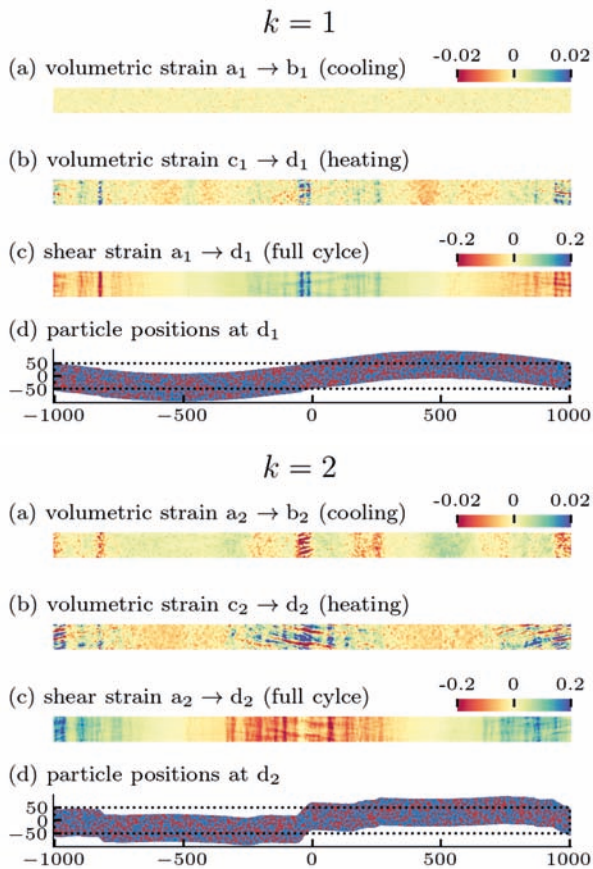 k = 1
(a) volumetric strain a₁ → b₁ (cooling) -0.02 0 0.02
(b) volumetric strain c₁ → d₁ (heating)
(c) shear strain a₁ → d₁ (full cylce) -0.2 0 0.2
(d) particle positions at d₁
50
0
−50
−1000 −500 0 500 1000
k = 2
(a) volumetric strain a₂ → b₂ (cooling) -0.02 0 0.02
(b) volumetric strain c₂ → d₂ (heating)
(c) shear strain a₂ → d₂ (full cylce) -0.2 0 0.2
(d) particle positions at d₂
50
0
−50
−1000 −500 0 500 1000